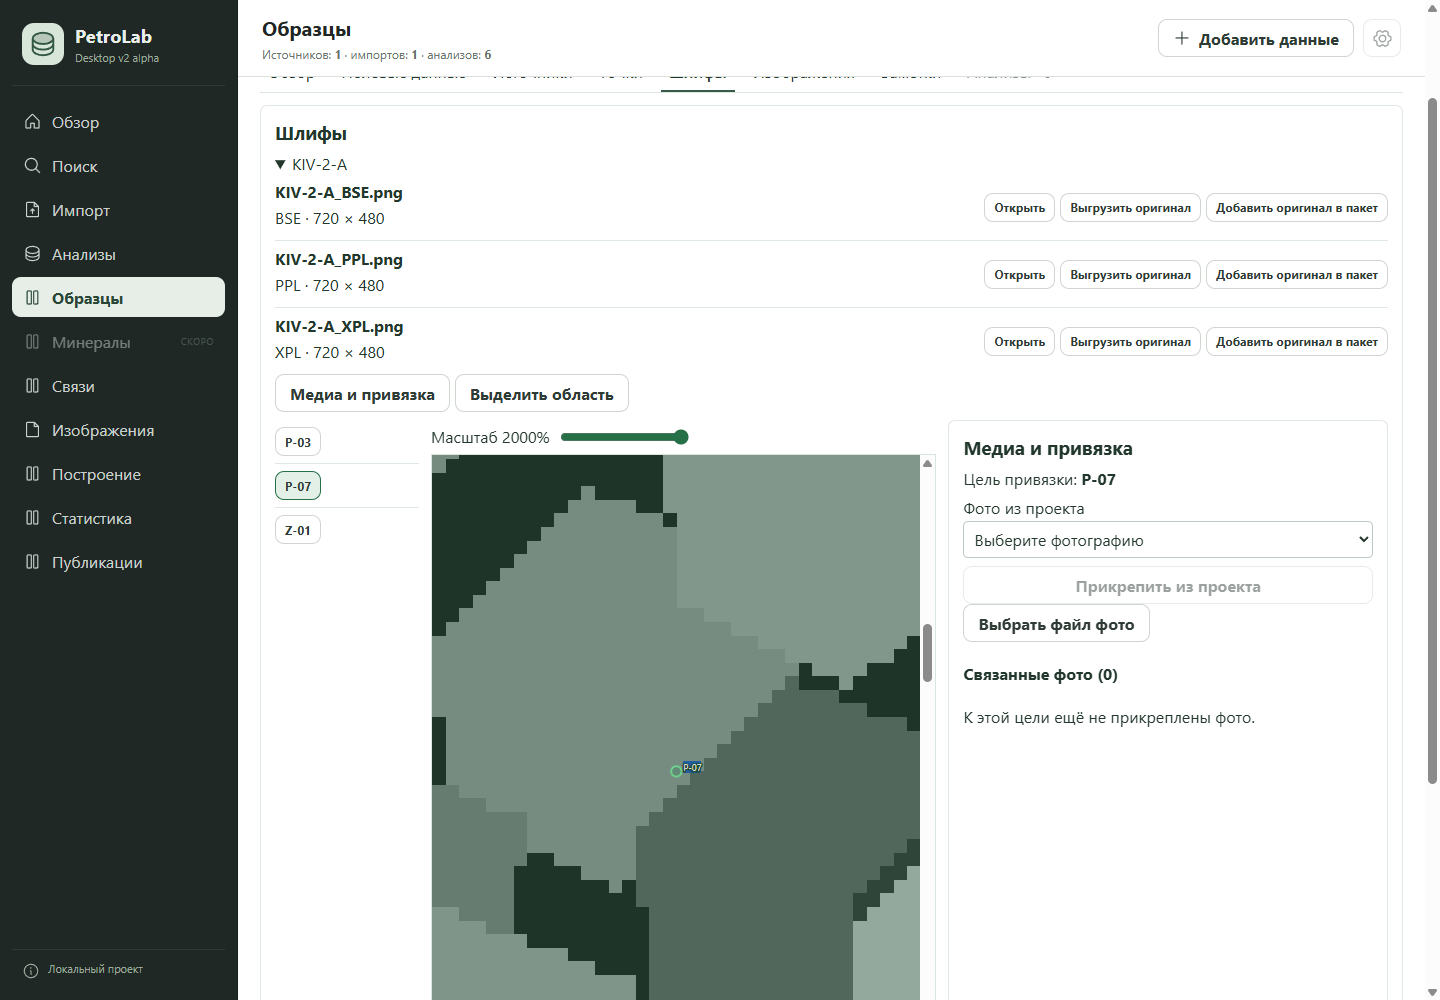 PetroLab
Desktop v2 alpha
Обзор
Поиск
Импорт
Анализы
Образцы
Минералы СКОРО
Связи
Изображения
Построение
Статистика
Публикации
Локальный проект
Образцы
Источников: 1 · импортов: 1 · анализов: 6
+ Добавить данные
Шлифы
▼ KIV-2-A
KIV-2-A_BSE.png
BSE · 720 × 480
Открыть Выгрузить оригинал Добавить оригинал в пакет
KIV-2-A_PPL.png
PPL · 720 × 480
Открыть Выгрузить оригинал Добавить оригинал в пакет
KIV-2-A_XPL.png
XPL · 720 × 480
Открыть Выгрузить оригинал Добавить оригинал в пакет
Медиа и привязка Выделить область
P-03
P-07
Z-01
Масштаб 2000%
P-07
Медиа и привязка
Цель привязки: P-07
Фото из проекта
Выберите фотографию
Прикрепить из проекта
Выбрать файл фото
Связанные фото (0)
К этой цели ещё не прикреплены фото.